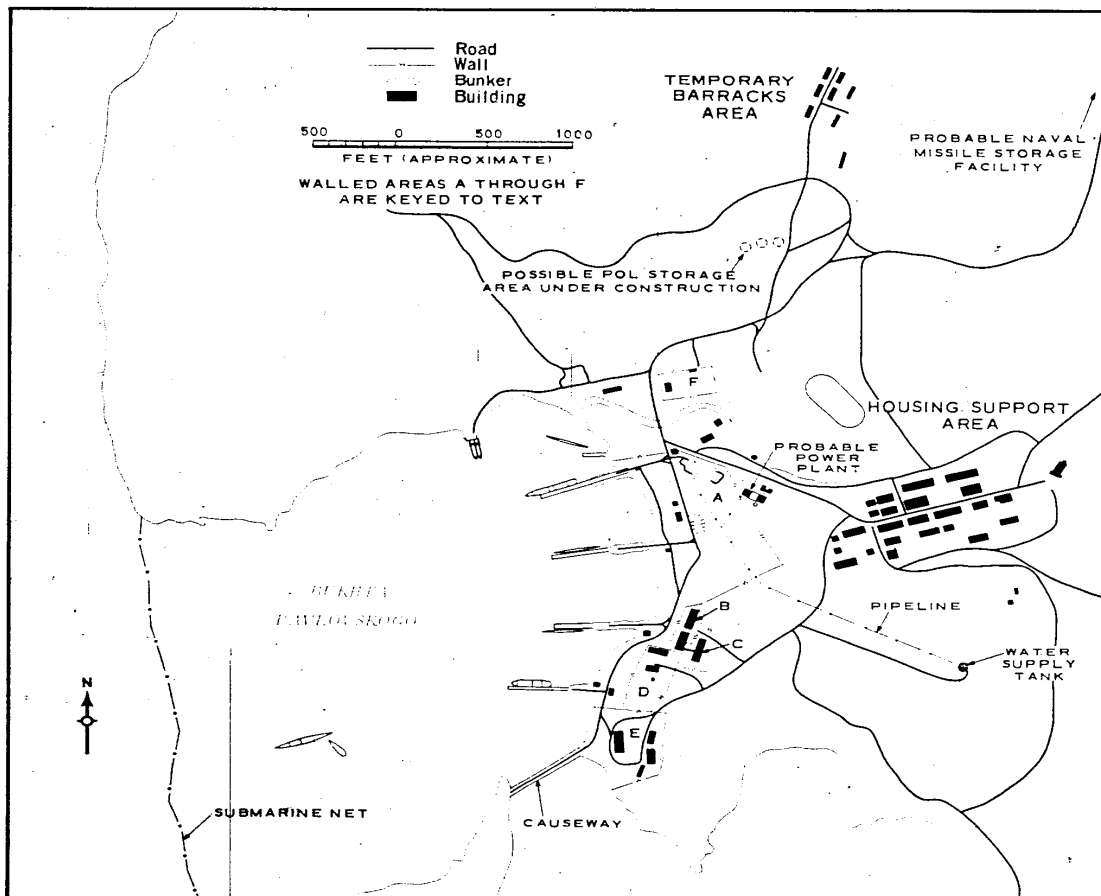 Road
Wall
Bunker
Building
500 0 500 1000
FEET (APPROXIMATE)
WALLED AREAS A THROUGH F
ARE KEYED TO TEXT
TEMPORARY
BARRACKS
AREA
PROBABLE NAVAL
MISSILE STORAGE
FACILITY
POSSIBLE POL STORAGE
AREA UNDER CONSTRUCTION
F
HOUSING SUPPORT
AREA
PROBABLE
POWER
PLANT
A
BUKHTA
PAVLOVSKOGO
B
C
PIPELINE
WATER
SUPPLY
TANK
N
D
E
SUBMARINE NET
CAUSEWAY